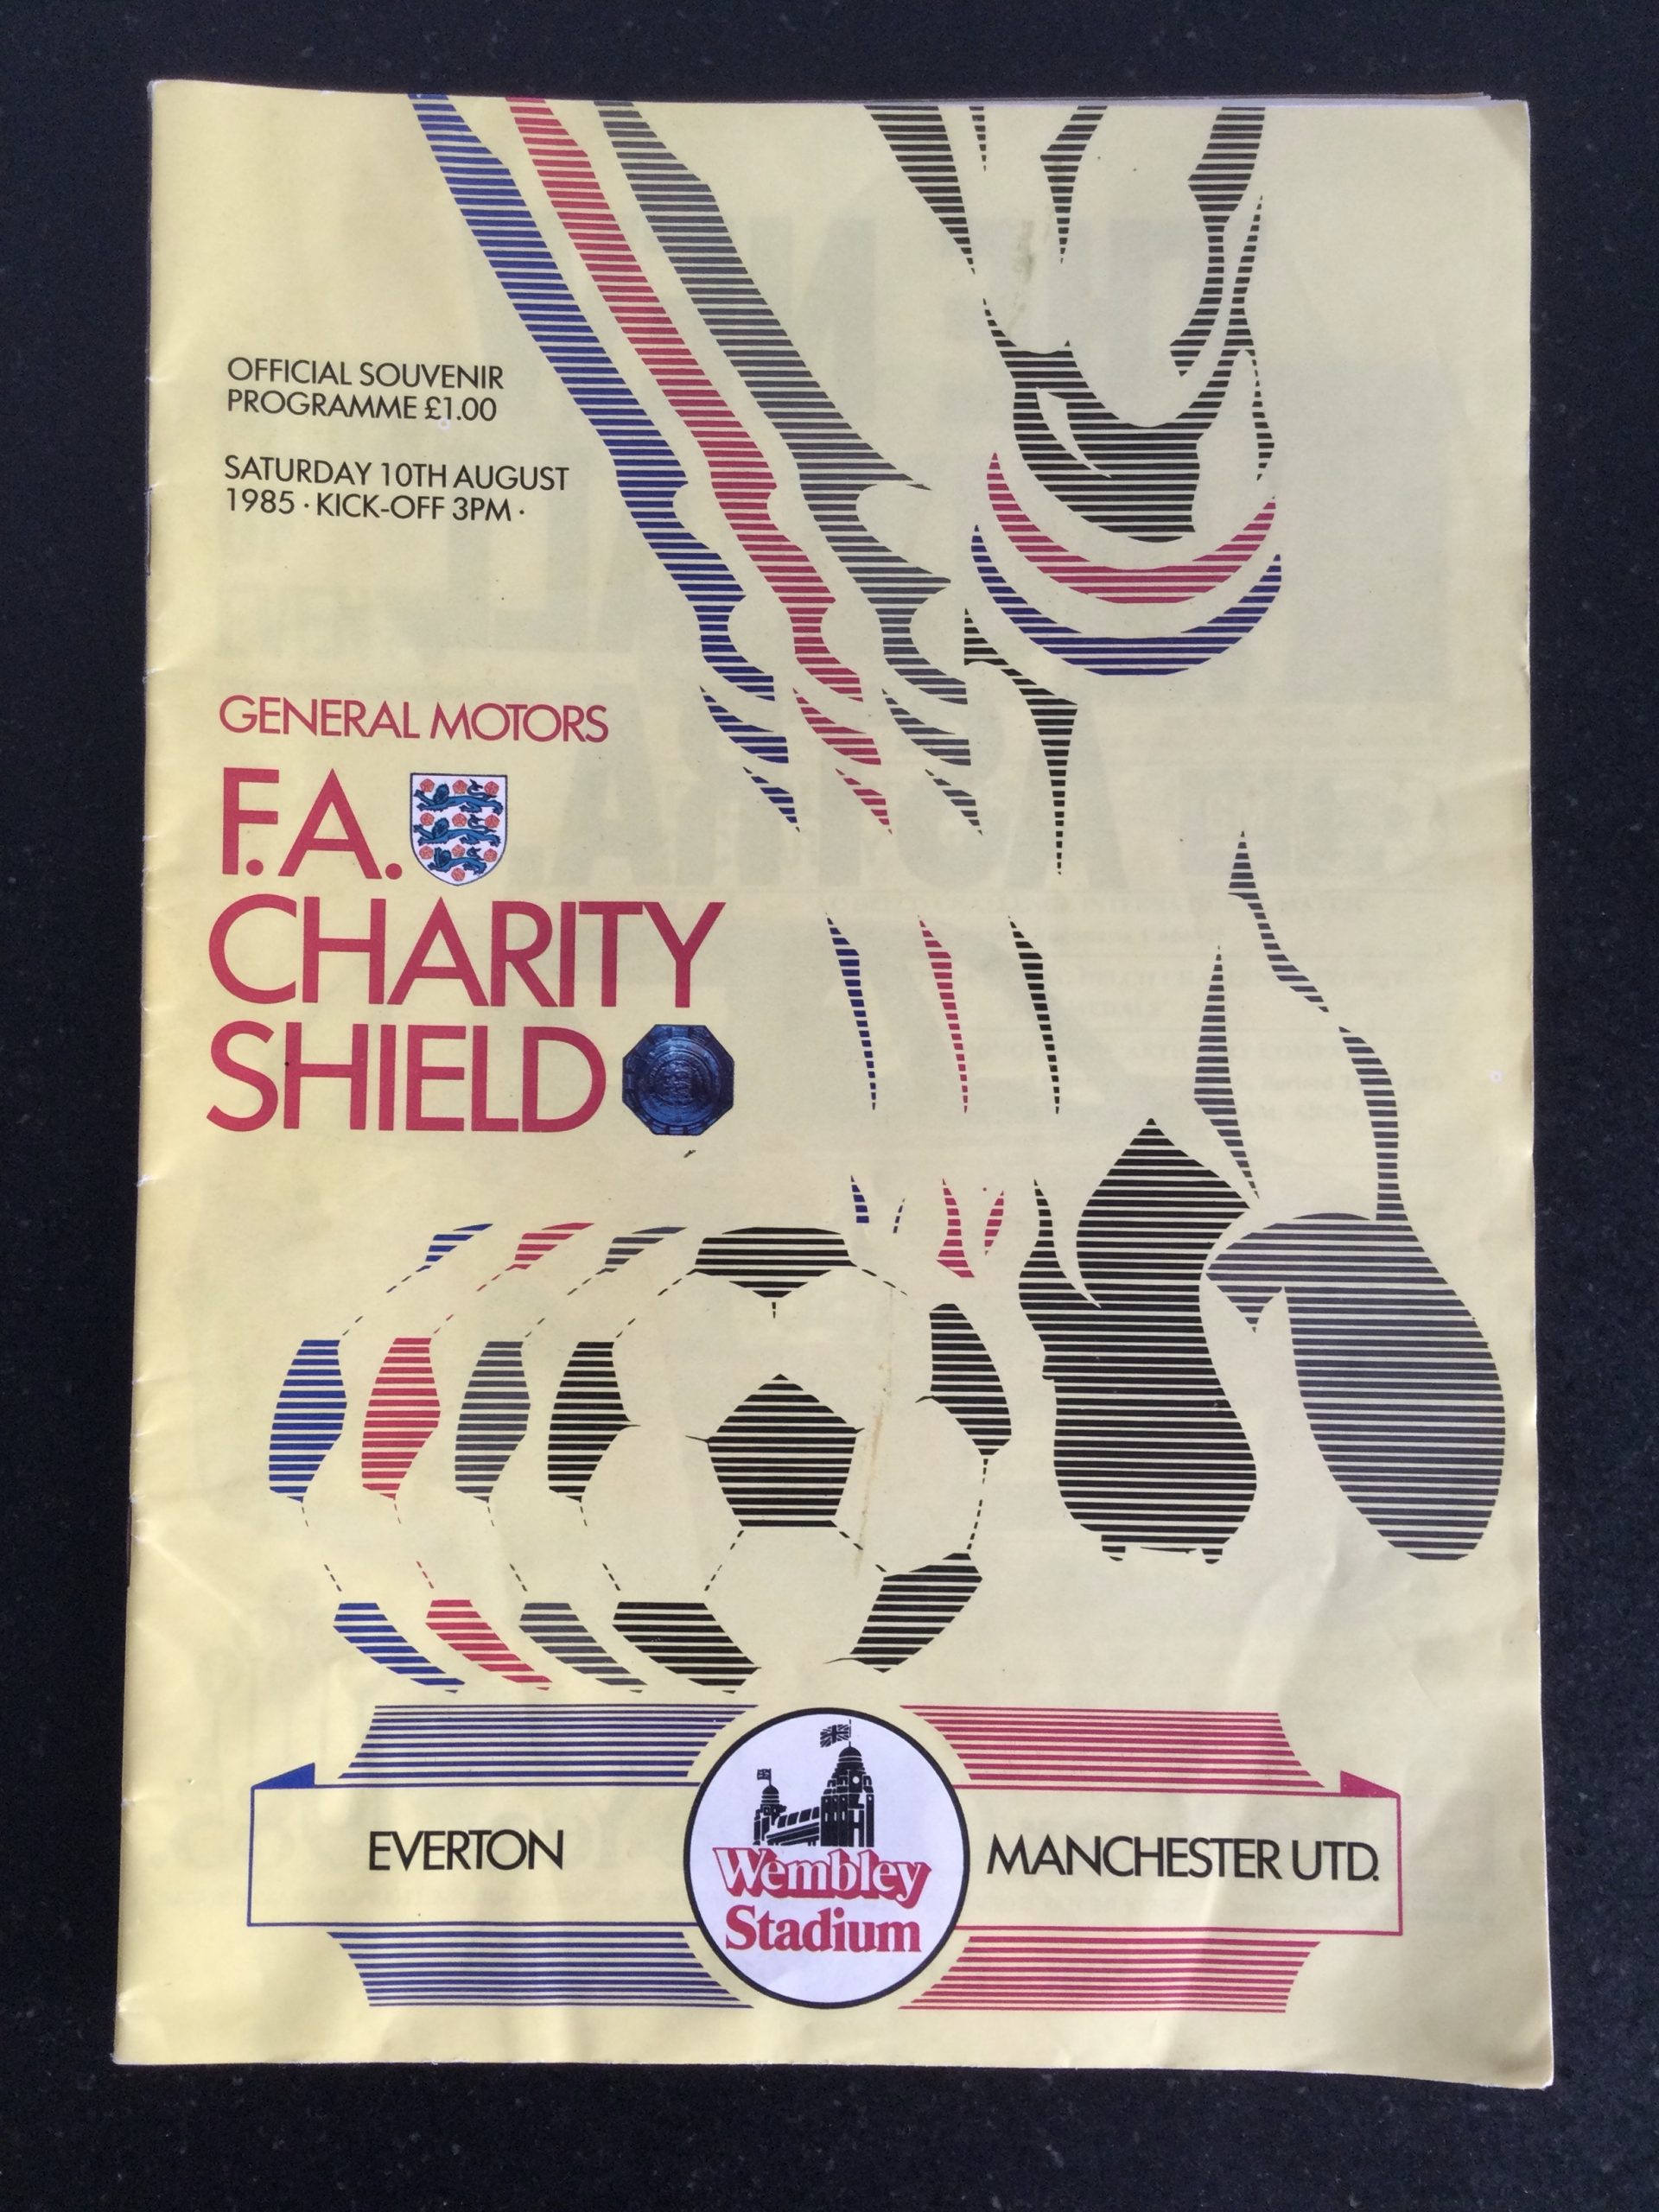 OFFICIAL SOUVENIR
PROGRAMME £1.00
SATURDAY 10TH AUGUST
1985 · KICK-OFF 3PM ·
GENERAL MOTORS
F.A.
CHARITY
SHIELD
EVERTON
Wembley
Stadium
MANCHESTER UTD.